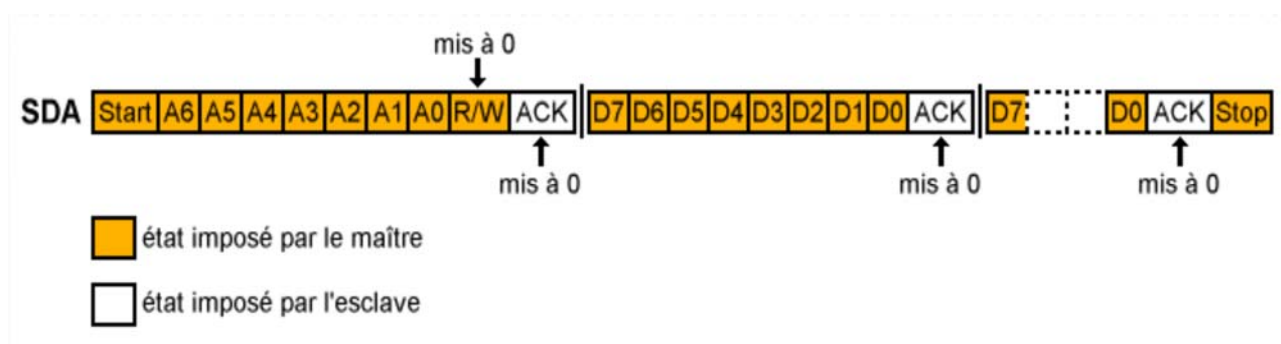 mis à 0
SDA Start A6 A5 A4 A3 A2 A1 A0 R/W ACK D7 D6 D5 D4 D3 D2 D1 D0 ACK D7 D0 ACK Stop
mis à 0 mis à 0 mis à 0
état imposé par le maître
état imposé par l'esclave